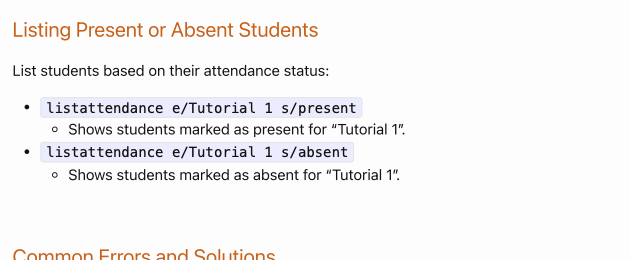 Listing Present or Absent Students
List students based on their attendance status:
• listattendance e/Tutorial 1 s/present
◦ Shows students marked as present for “Tutorial 1”.
• listattendance e/Tutorial 1 s/absent
◦ Shows students marked as absent for “Tutorial 1”.
Common Errors and Solutions